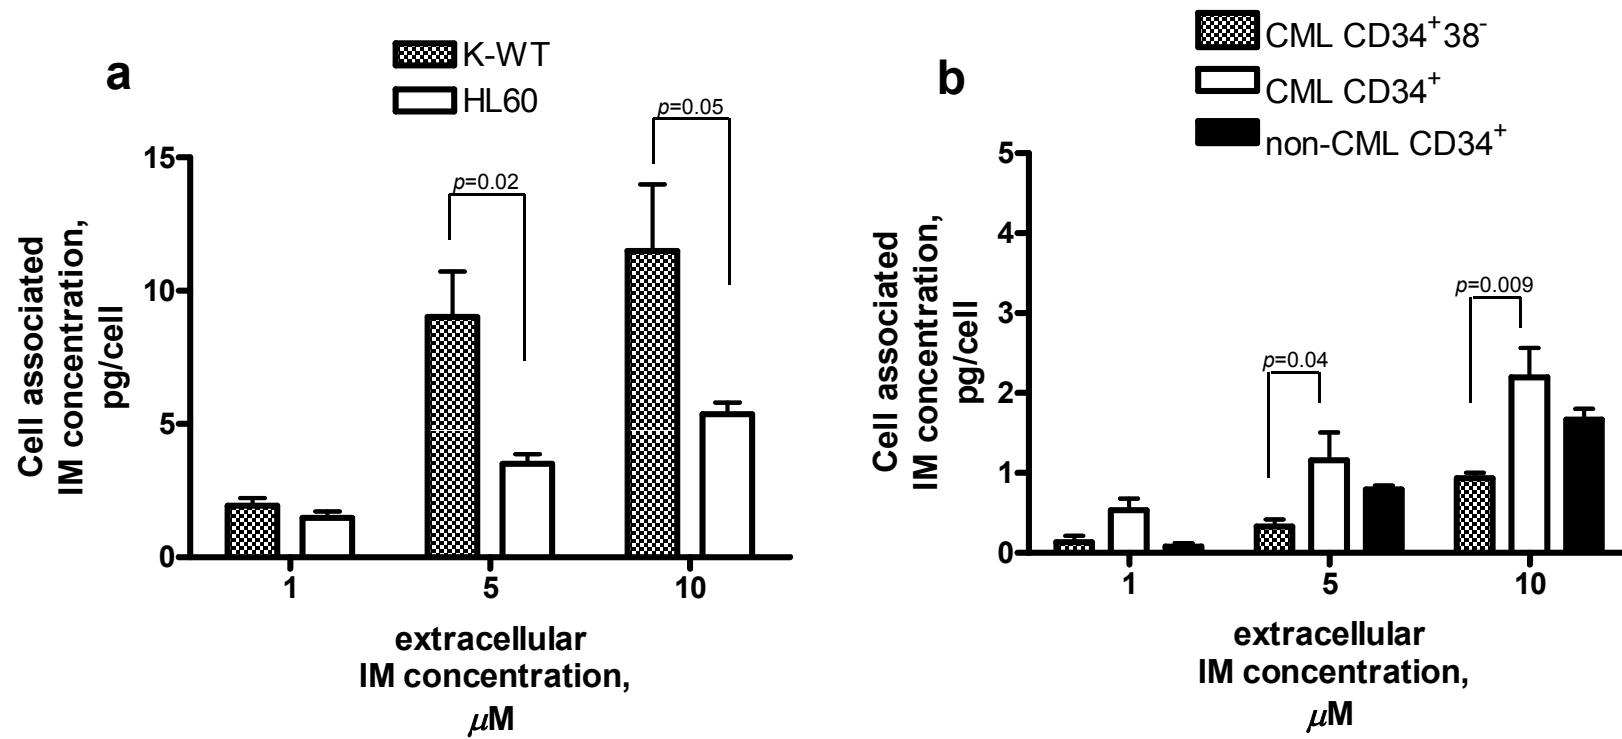 a
K-WT
HL60
p=0.02
p=0.05
15
10
5
0
Cell associated
IM concentration,
pg/cell
1
5
10
extracellular
IM concentration,
μM
b
CML CD34+38-
CML CD34+
non-CML CD34+
p=0.04
p=0.009
5
4
3
2
1
0
Cell associated
IM concentration,
pg/cell
1
5
10
extracellular
IM concentration,
μM